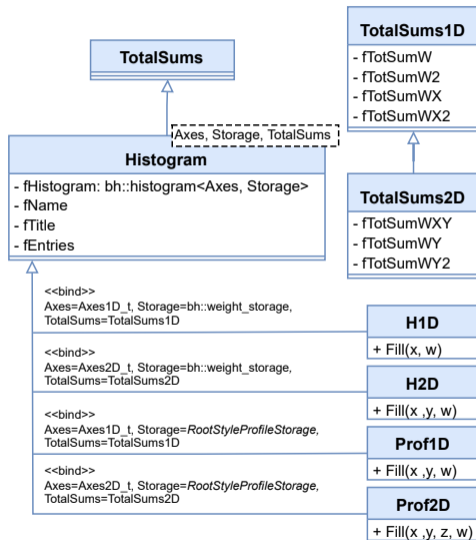 TotalSums
Axes, Storage, TotalSums
Histogram
- fHistogram: bh::histogram<Axes, Storage>
- fName
- fTitle
- fEntries
TotalSums1D
- fTotSumW
- fTotSumW2
- fTotSumWX
- fTotSumWX2
TotalSums2D
- fTotSumWXY
- fTotSumWY
- fTotSumWY2
<<bind>>
Axes=Axes1D_t, Storage=bh::weight_storage,
TotalSums=TotalSums1D
H1D
+ Fill(x, w)
<<bind>>
Axes=Axes2D_t, Storage=bh::weight_storage,
TotalSums=TotalSums2D
H2D
+ Fill(x ,y, w)
<<bind>>
Axes=Axes1D_t, Storage=RootStyleProfileStorage,
TotalSums=TotalSums1D
Prof1D
+ Fill(x ,y, w)
<<bind>>
Axes=Axes2D_t, Storage=RootStyleProfileStorage,
TotalSums=TotalSums2D
Prof2D
+ Fill(x ,y, z, w)